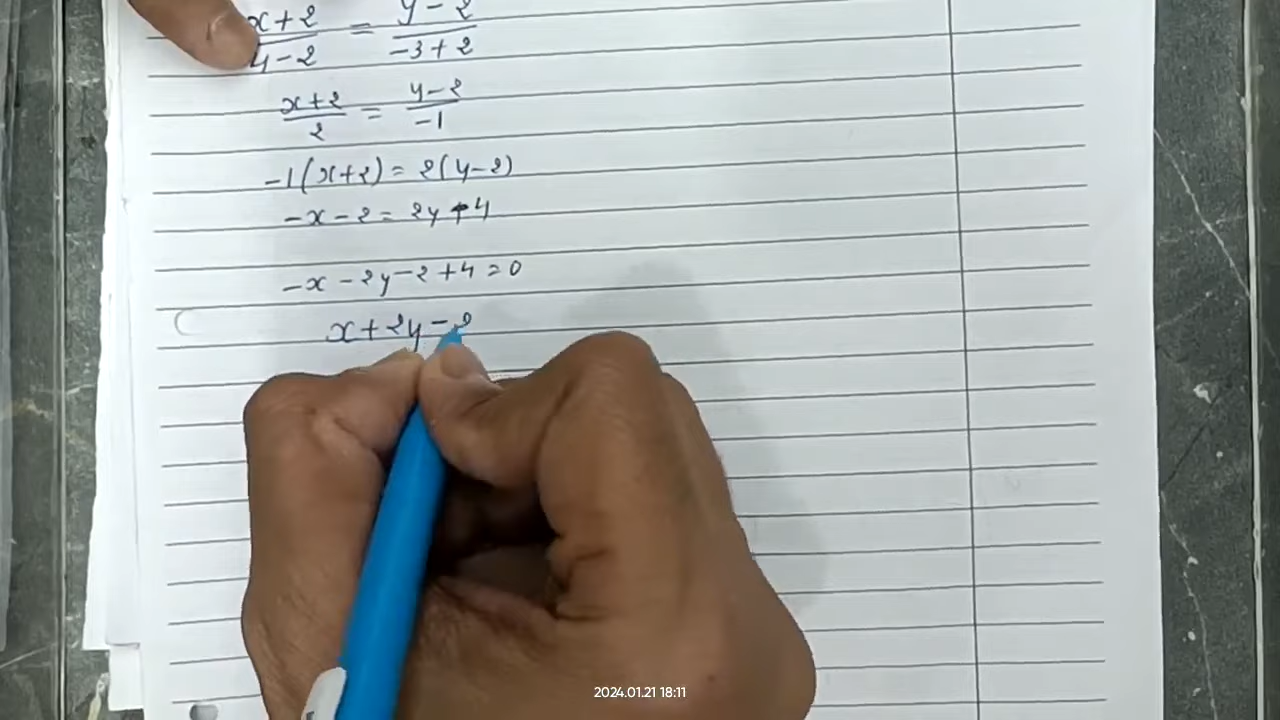 x+2/4-2 = y-2/-3+2
x+2/2 = y-2/-1
-1(x+2) = 2(y-2)
-x-2 = 2y-4
-x-2y-2+4=0
x+2y-2
2024.01.21 18:11